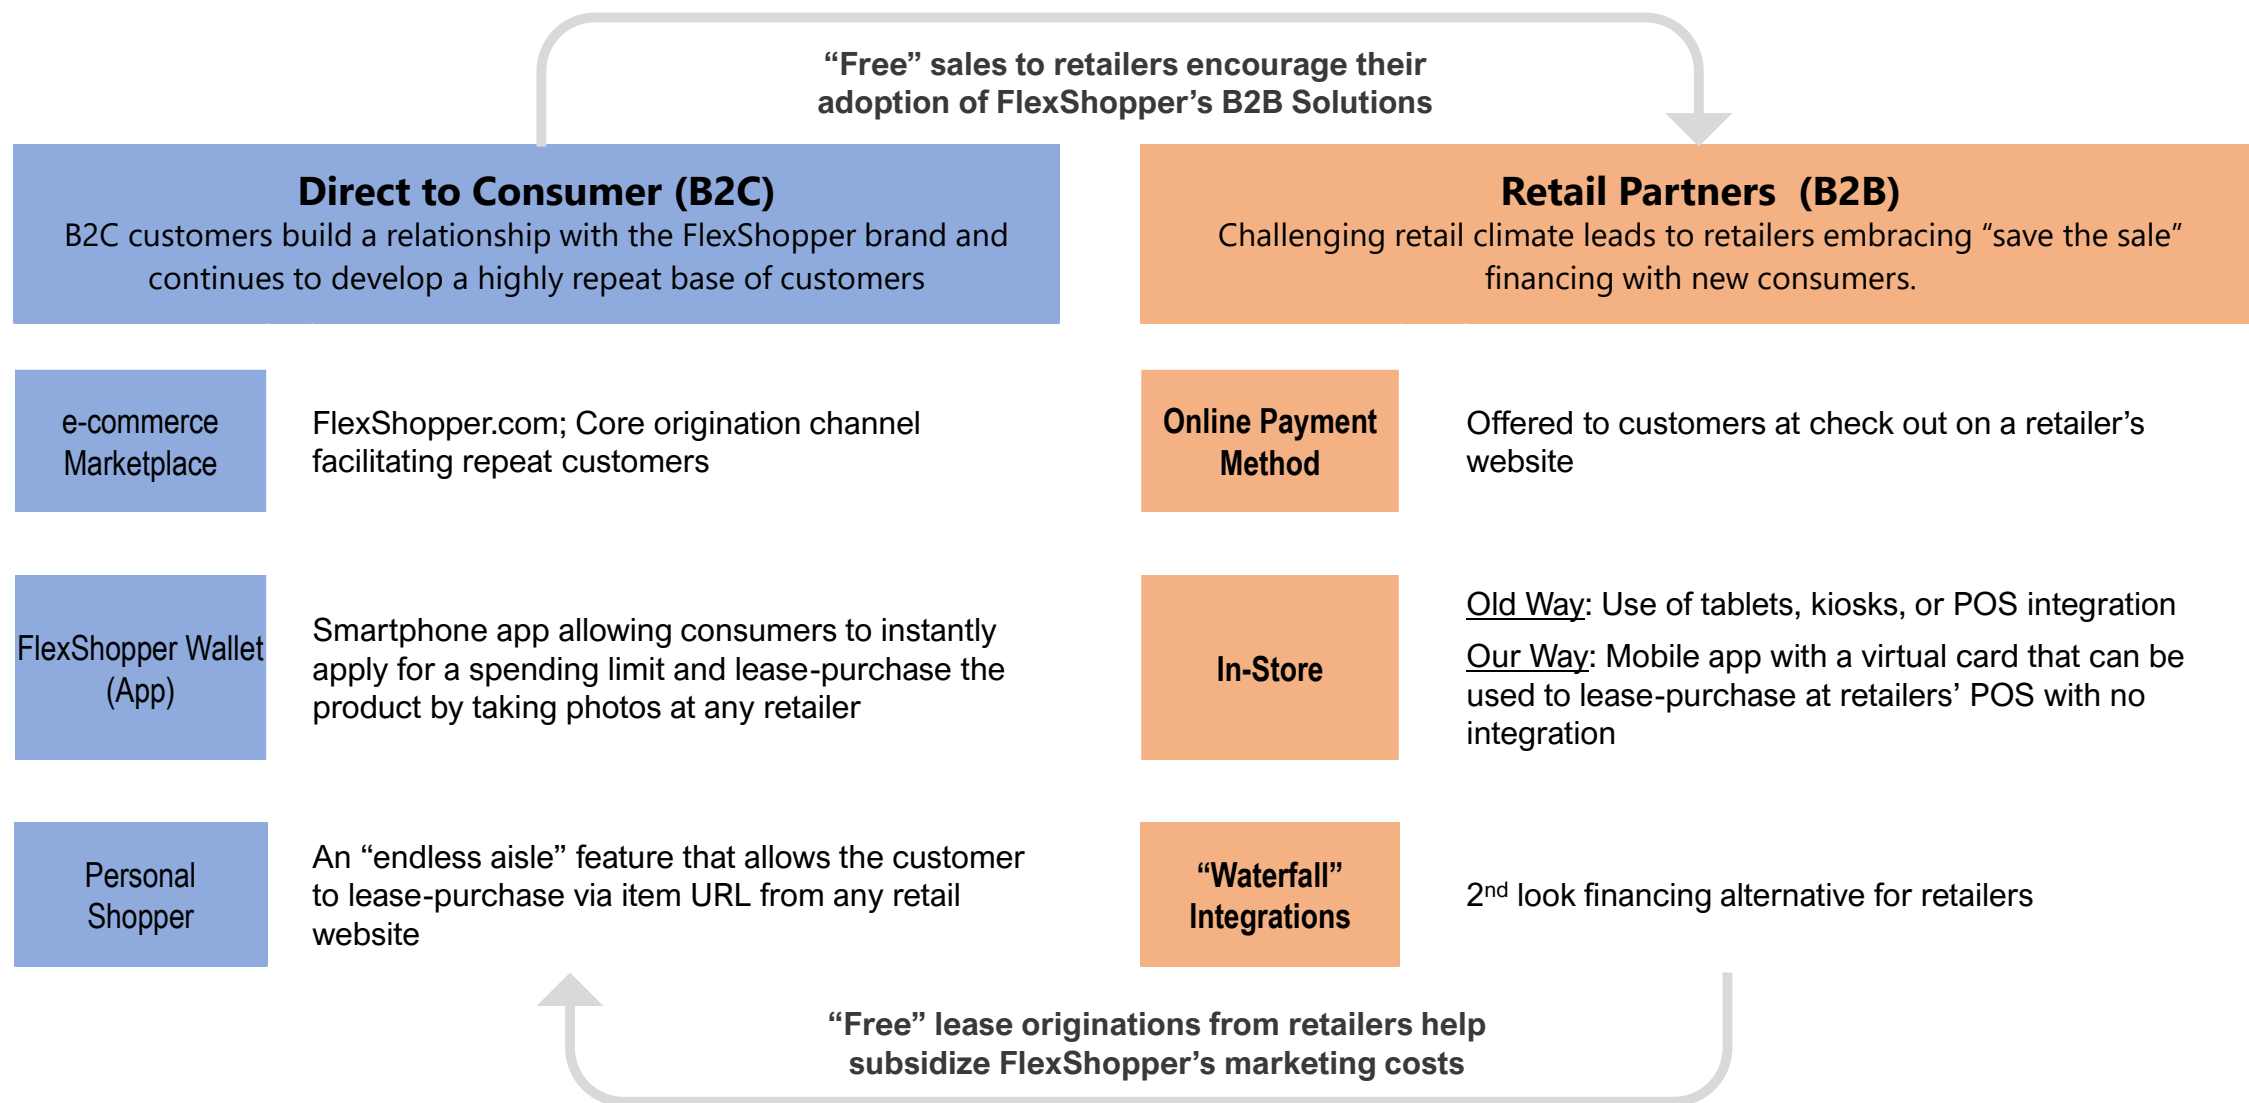 “Free” sales to retailers encourage their
adoption of FlexShopper’s B2B Solutions
Direct to Consumer (B2C)
B2C customers build a relationship with the FlexShopper brand and
continues to develop a highly repeat base of customers
Retail Partners  (B2B)
Challenging retail climate leads to retailers embracing “save the sale”
financing with new consumers.
e-commerce
Marketplace
FlexShopper.com; Core origination channel
facilitating repeat customers
Online Payment
Method
Offered to customers at check out on a retailer’s
website
FlexShopper Wallet
(App)
Smartphone app allowing consumers to instantly
apply for a spending limit and lease-purchase the
product by taking photos at any retailer
In-Store
Old Way: Use of tablets, kiosks, or POS integration
Our Way: Mobile app with a virtual card that can be
used to lease-purchase at retailers’ POS with no
integration
Personal
Shopper
An “endless aisle” feature that allows the customer
to lease-purchase via item URL from any retail
website
“Waterfall”
Integrations
2nd look financing alternative for retailers
“Free” lease originations from retailers help
subsidize FlexShopper’s marketing costs